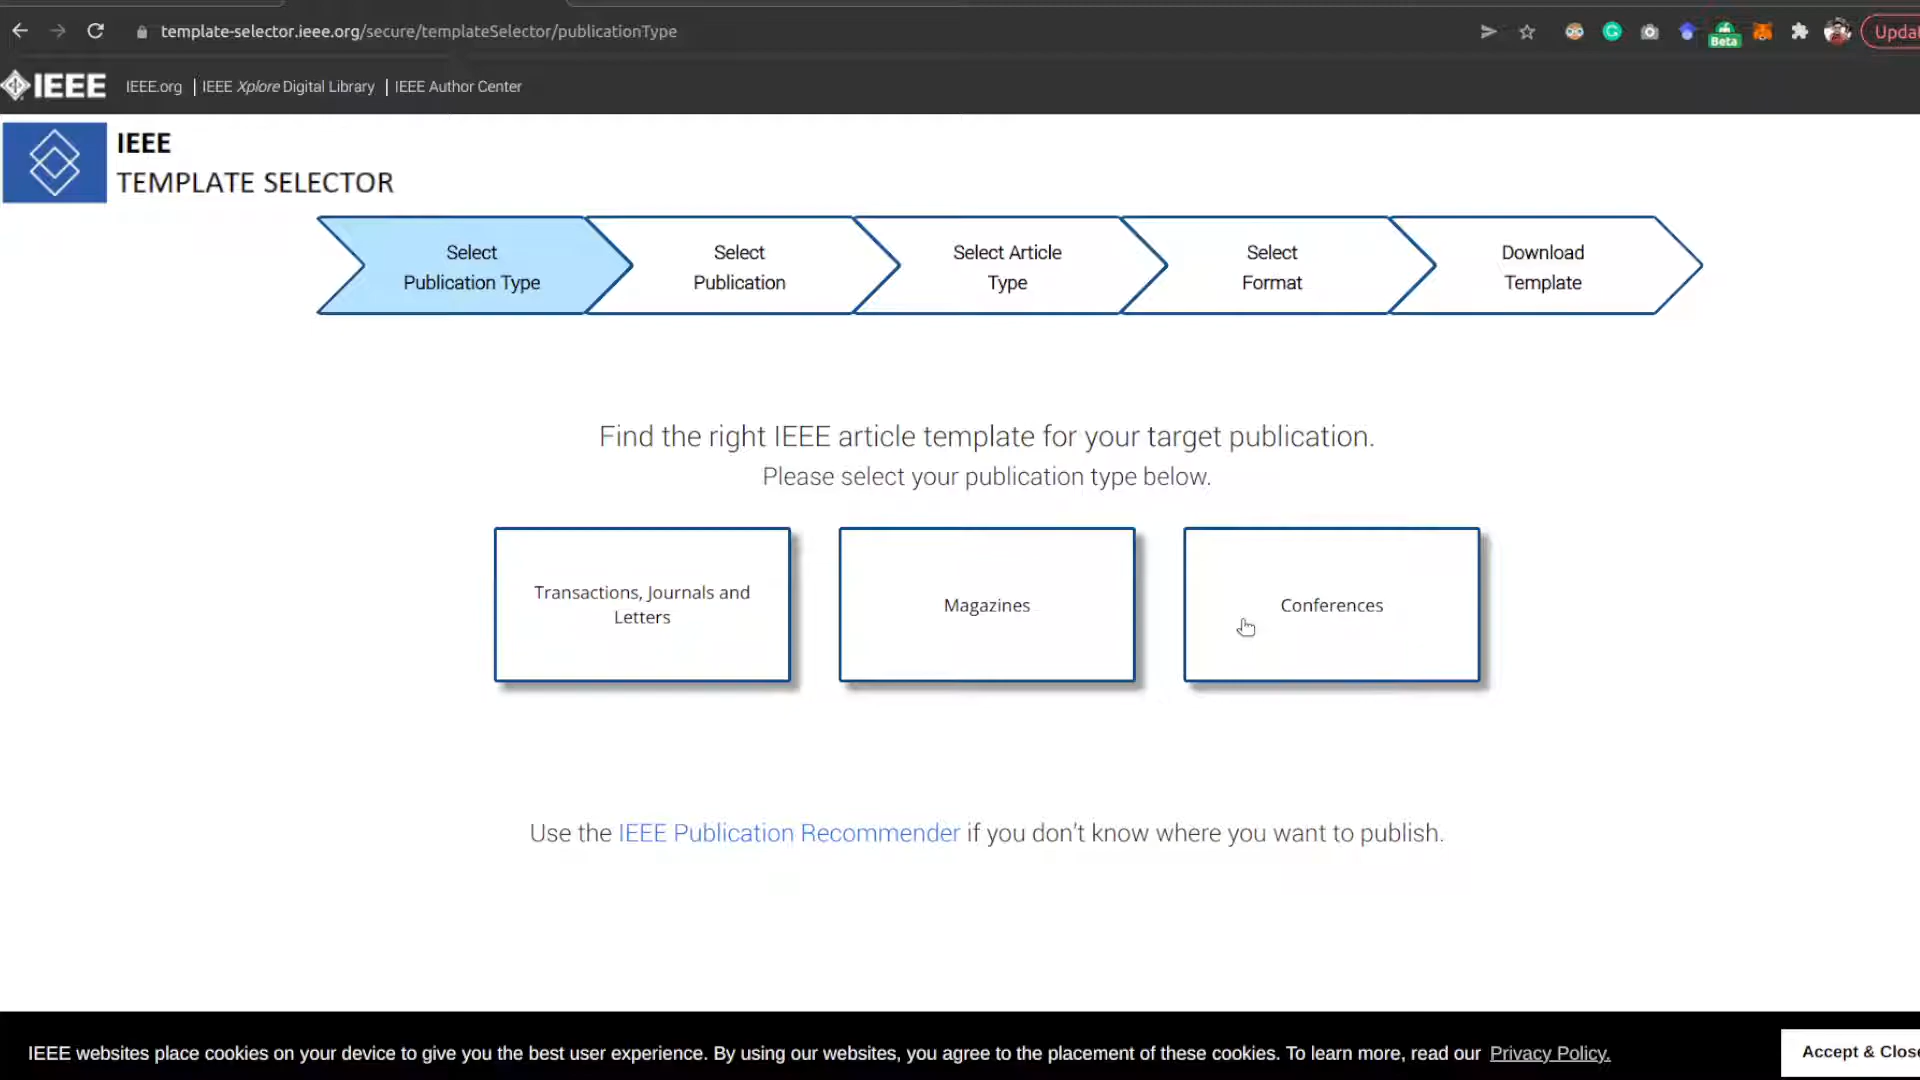 template-selector.ieee.org/secure/templateSelector/publicationType
Beta
IEEE
IEEE.org | IEEE Xplore Digital Library | IEEE Author Center
IEEE
TEMPLATE SELECTOR
Select
Publication Type
Select
Publication
Select Article
Type
Select
Format
Download
Template
Find the right IEEE article template for your target publication.
Please select your publication type below.
Transactions, Journals and
Letters
Magazines
Conferences
Use the IEEE Publication Recommender if you don't know where you want to publish.
IEEE websites place cookies on your device to give you the best user experience. By using our websites, you agree to the placement of these cookies. To learn more, read our Privacy Policy.
Accept & Close